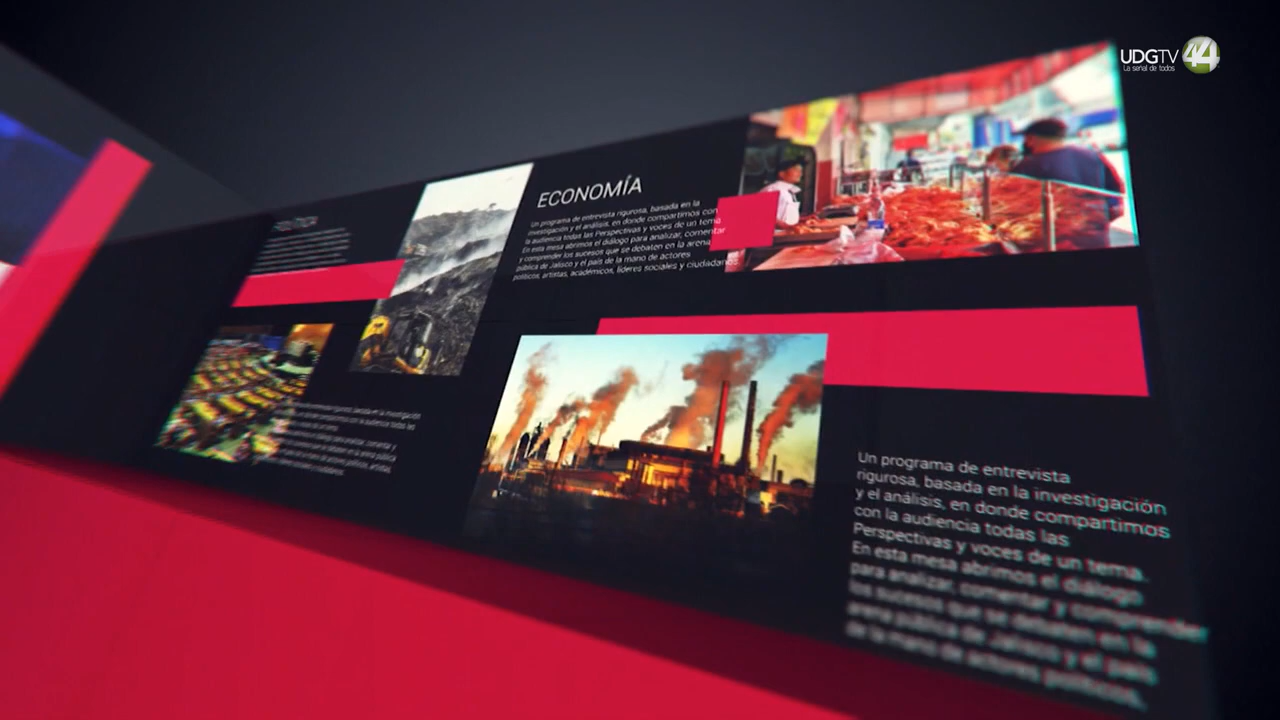 UDGTV 44
La señal de todos
ECONOMÍA
Un programa de entrevista rigurosa, basada en la
investigación y el análisis, en donde compartimos con
la audiencia todas las Perspectivas y voces de un tema
En esta mesa abrimos el diálogo para analizar, comentar
y comprender los sucesos que se debaten en la arena
pública de Jalisco y el país de la mano de actores
políticos, artistas, académicos, líderes sociales y ciudadanos.
Un programa de entrevista
rigurosa, basada en la investigación
y el análisis, en donde compartimos
con la audiencia todas las
Perspectivas y voces de un tema.
En esta mesa abrimos el diálogo
para analizar, comentar y comprender
los sucesos que se debaten en la
arena pública de Jalisco y el país
de la mano de actores políticos,